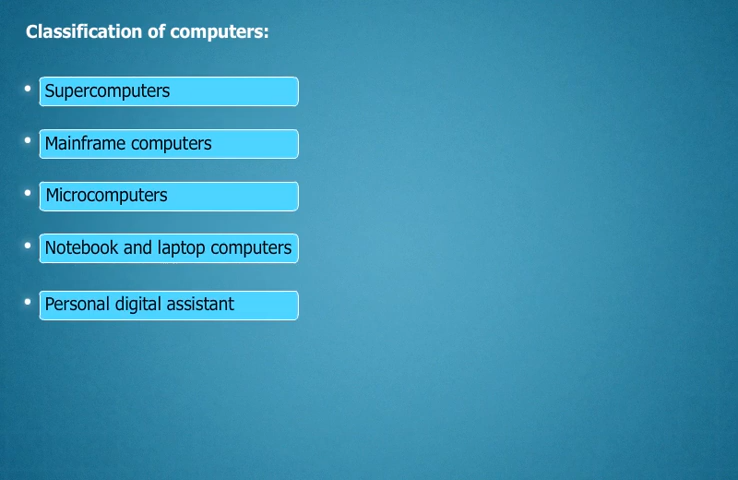 Classification of computers:
• Supercomputers
• Mainframe computers
• Microcomputers
• Notebook and laptop computers
• Personal digital assistant